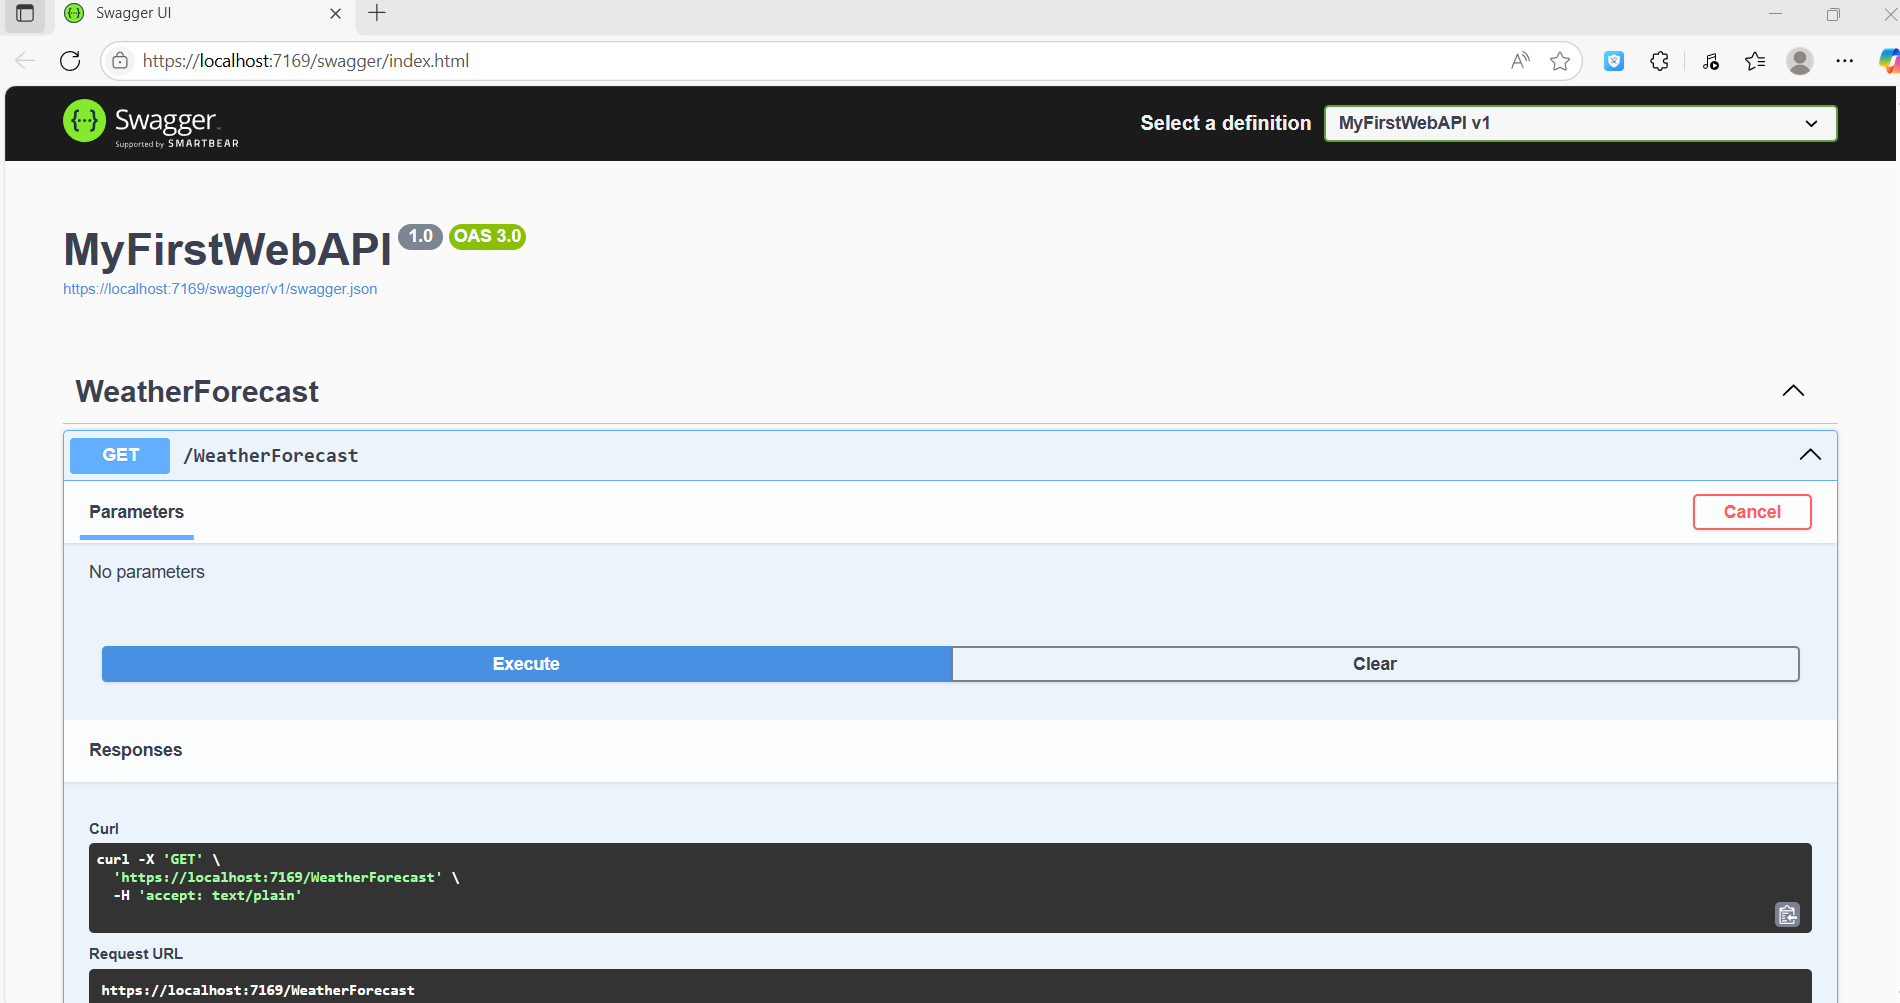 Swagger UI
https://localhost:7169/swagger/index.html
Swagger
Supported by SMARTBEAR
Select a definition
MyFirstWebAPI v1
MyFirstWebAPI 1.0 OAS 3.0
https://localhost:7169/swagger/v1/swagger.json
WeatherForecast
GET /WeatherForecast
Parameters
Cancel
No parameters
Execute
Clear
Responses
Curl
curl -X 'GET' \
'https://localhost:7169/WeatherForecast' \
-H 'accept: text/plain'
Request URL
https://localhost:7169/WeatherForecast